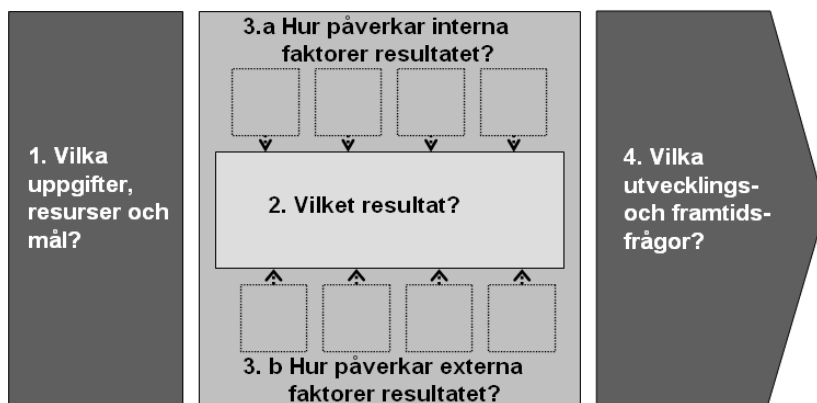 1. Vilka
uppgifter,
resurser och
mål?
3.a Hur påverkar interna
faktorer resultatet?
2. Vilket resultat?
3. b Hur påverkar externa
faktorer resultatet?
4. Vilka
utvecklings-
och framtids-
frågor?